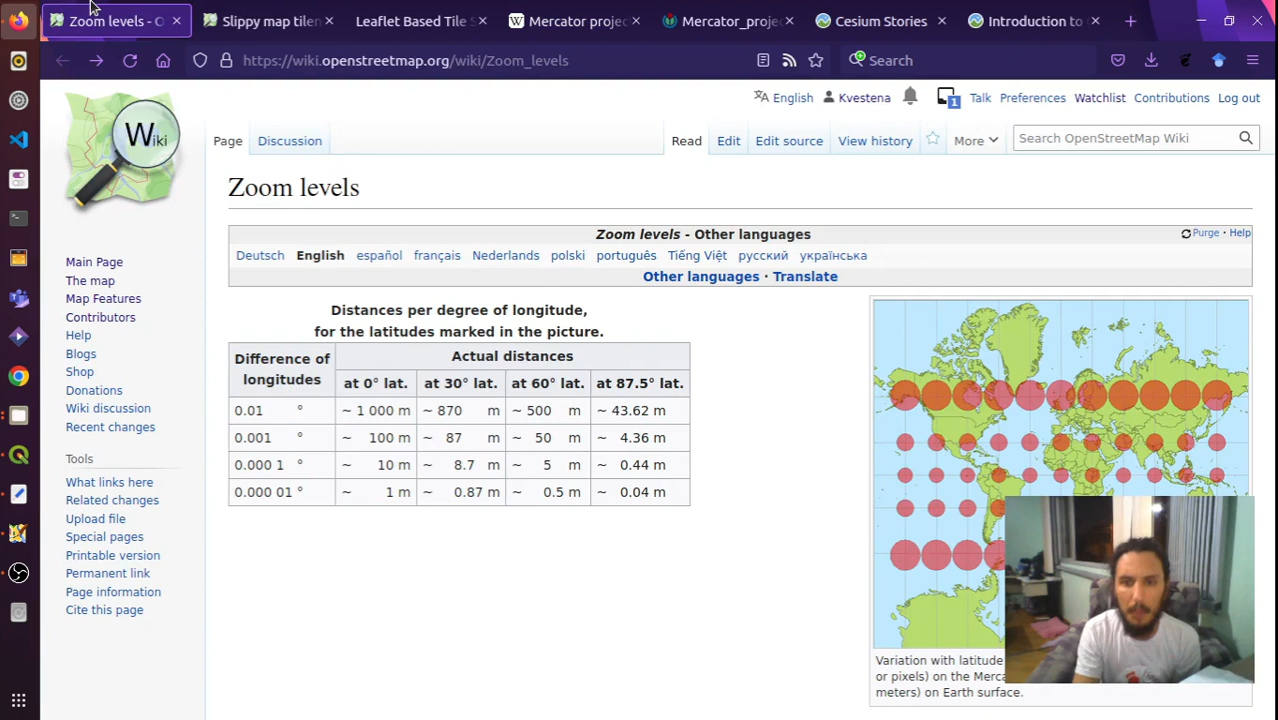 Zoom levels - O
Slippy map tilen
Leaflet Based Tile S
Mercator projec
Mercator_proje
Cesium Stories
Introduction to
https://wiki.openstreetmap.org/wiki/Zoom_levels
Search
English
Kvestena
1
Talk
Preferences
Watchlist
Contributions
Log out
Wiki
Page
Discussion
Read
Edit
Edit source
View history
More
Search OpenStreetMap Wiki
Main Page
The map
Map Features
Contributors
Help
Blogs
Shop
Donations
Wiki discussion
Recent changes
Tools
What links here
Related changes
Upload file
Special pages
Printable version
Permanent link
Page information
Cite this page
Zoom levels
Zoom levels - Other languages
Purge · Help
Deutsch English español français Nederlands polski português Tiếng Việt русский українська
Other languages · Translate
Distances per degree of longitude,
for the latitudes marked in the picture.
Difference of longitudes
Actual distances
at 0° lat. at 30° lat. at 60° lat. at 87.5° lat.
0.01 ° ~ 1 000 m ~ 870 m ~ 500 m ~ 43.62 m
0.001 ° ~ 100 m ~ 87 m ~ 50 m ~ 4.36 m
0.000 1 ° ~ 10 m ~ 8.7 m ~ 5 m ~ 0.44 m
0.000 01 ° ~ 1 m ~ 0.87 m ~ 0.5 m ~ 0.04 m
Variation with latitude
or pixels) on the Merca
meters) on Earth surface.